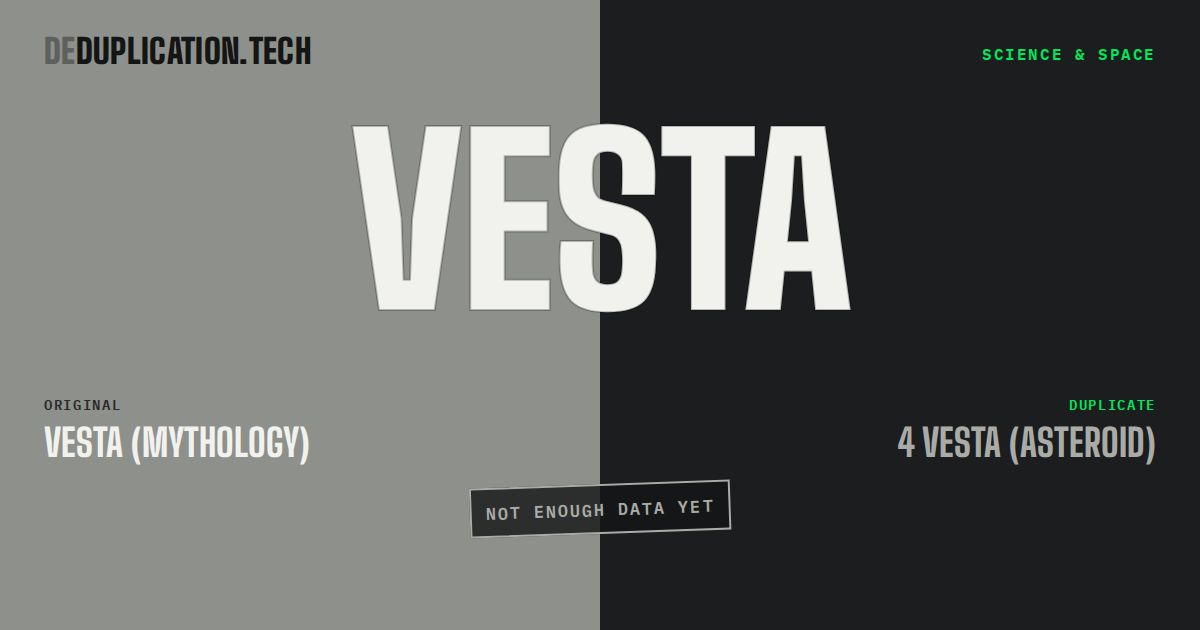 DEDUPLICATION.TECH
SCIENCE & SPACE
VESTA
ORIGINAL
VESTA (MYTHOLOGY)
DUPLICATE
4 VESTA (ASTEROID)
NOT ENOUGH DATA YET